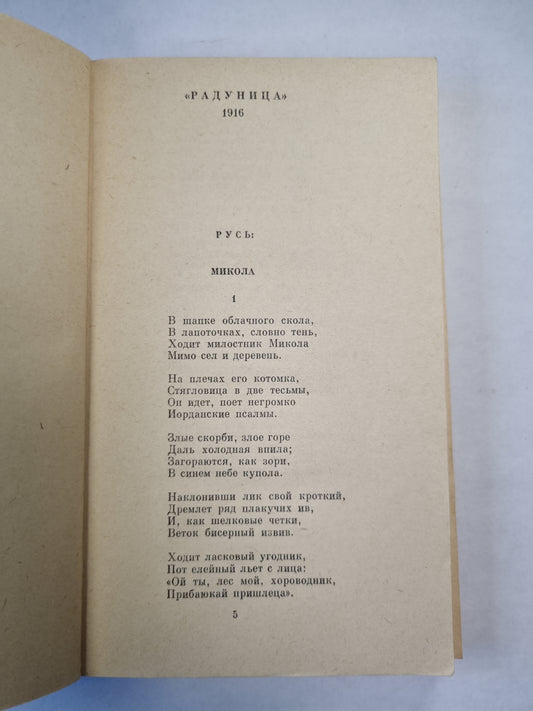 «РАДУНИЦА»
1916
РУСЬ:
МИКОЛА
1
В шапке облачного скола,
В лапоточках, словно тень,
Ходит милостник Микола
Мимо сел и деревень.
На плечах его котомка,
Стягловица в две тесьмы,
Он идет, поет негромко
Иорданские псалмы.
Злые скорби, злое горе
Даль холодная впила;
Загораются, как зори,
В синем небе купола.
Наклонивши лик свой кроткий,
Дремлет ряд плакучих ив,
И, как шелковые четки,
Веток бисерный извив.
Ходит ласковый угодник,
Пот елейный льет с лица:
«Ой ты, лес мой, хороводник,
Прибаюкай пришлеца».
5